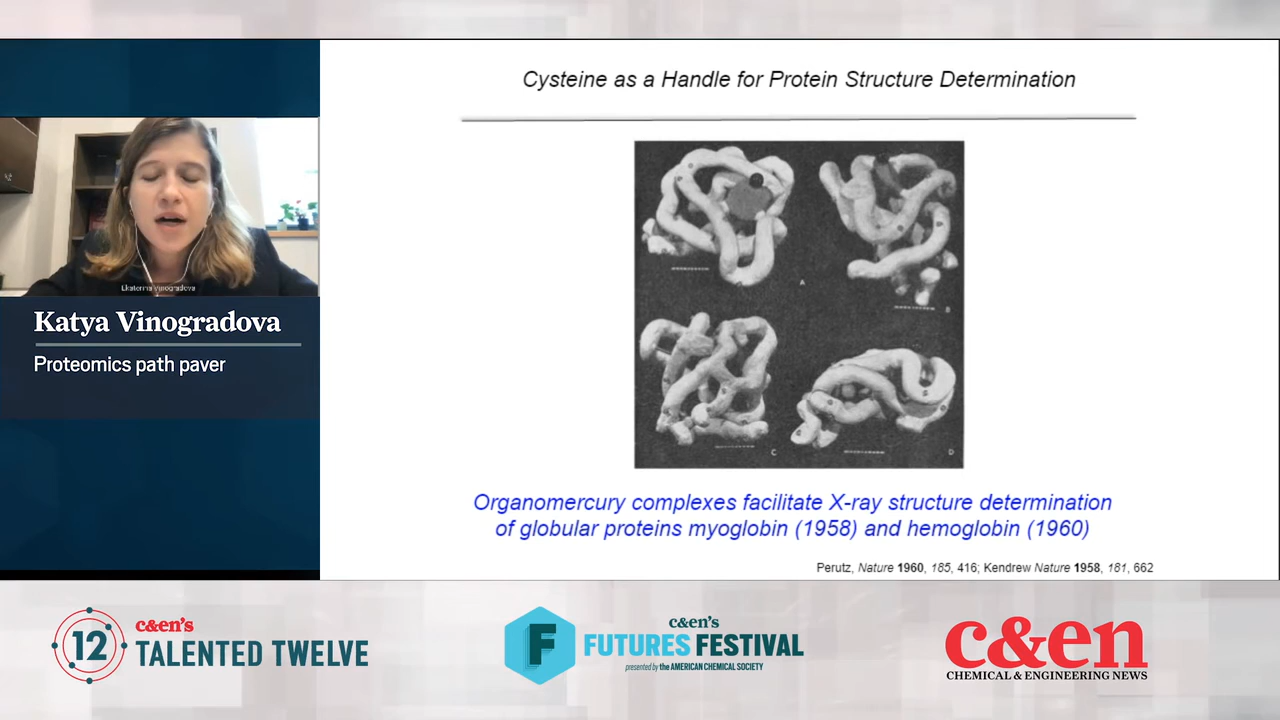 Cysteine as a Handle for Protein Structure Determination
A
B
C
D
Ekaterina Vinogradova
Katya Vinogradova
Proteomics path paver
Organomercury complexes facilitate X-ray structure determination
of globular proteins myoglobin (1958) and hemoglobin (1960)
Perutz, Nature 1960, 185, 416; Kendrew Nature 1958, 181, 662
12
c&en's
TALENTED TWELVE
F
c&en's
FUTURES FESTIVAL
presented by the AMERICAN CHEMICAL SOCIETY
c&en
CHEMICAL & ENGINEERING NEWS